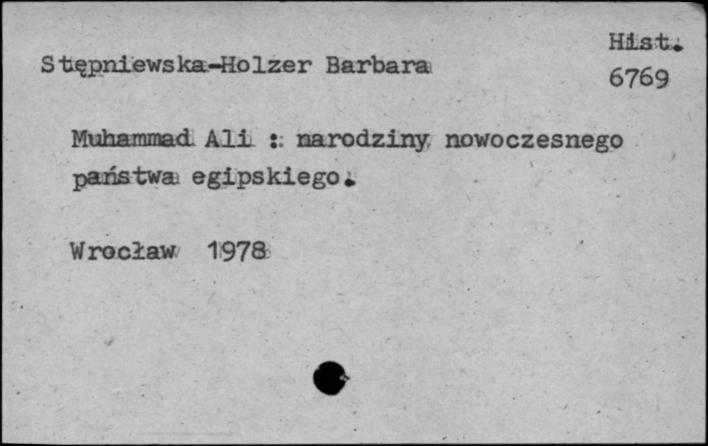 Hist.
Stępniewska-Holzer Barbara
6769
Muhammad Ali : narodziny nowoczesnego
państwa egipskiego.
Wrocław 1978